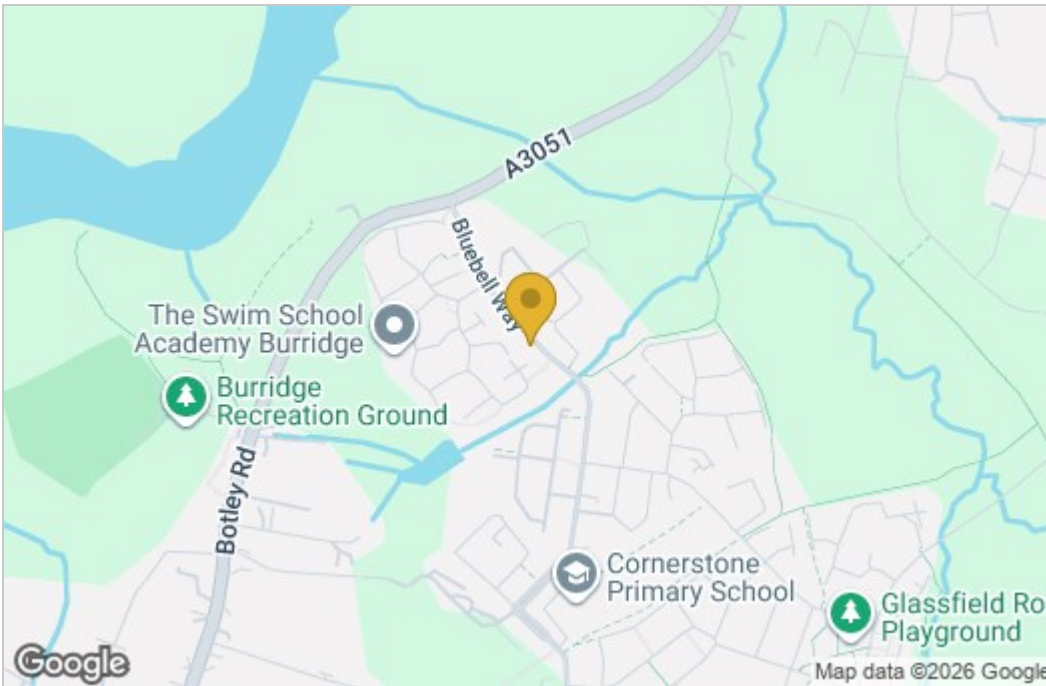 A3051
Bluebell Way
The Swim School
Academy Burridge
Burridge
Recreation Ground
Botley Rd
Cornerstone
Primary School
Glassfield Ro
Playground
Google
Map data ©2026 Google